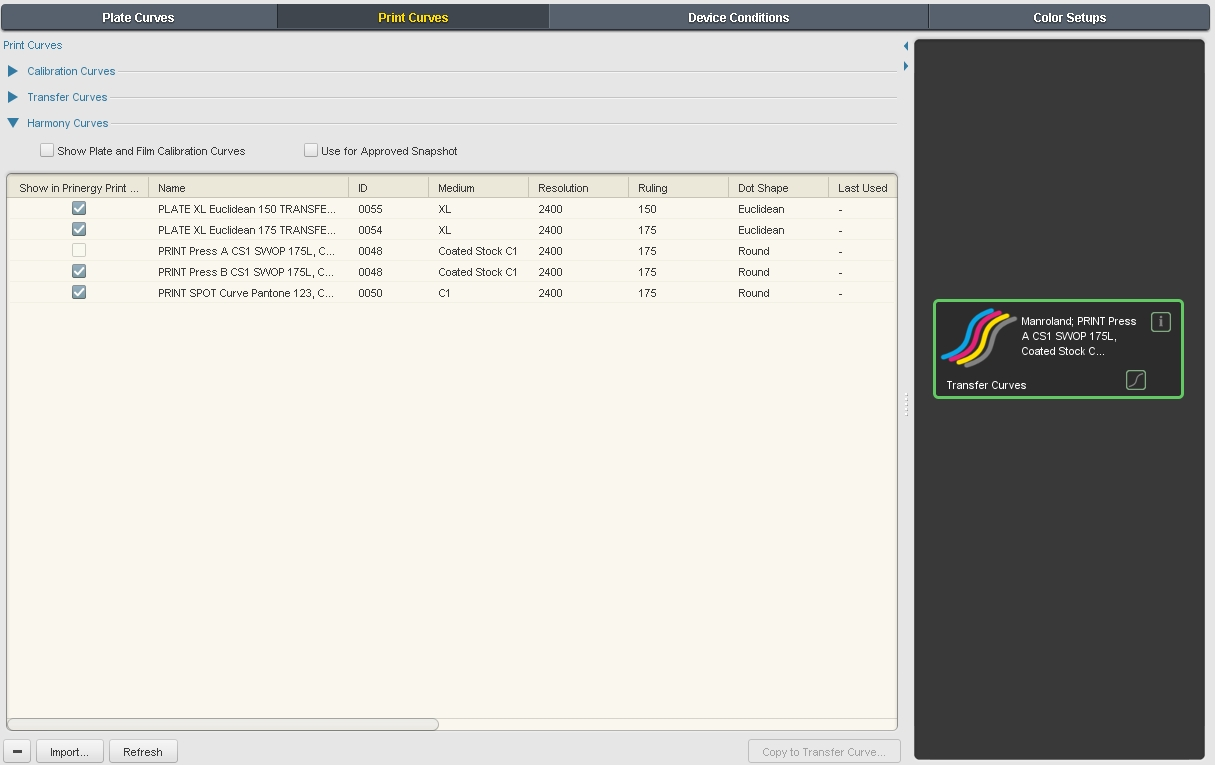 Plate Curves Print Curves Device Conditions Color Setups
Print Curves
Calibration Curves
Transfer Curves
Harmony Curves
Show Plate and Film Calibration Curves Use for Approved Snapshot
Show in Prinergy Print ... Name ID Medium Resolution Ruling Dot Shape Last Used
PLATE XL Euclidean 150 TRANSFE... 0055 XL 2400 150 Euclidean -
PLATE XL Euclidean 175 TRANSFE... 0054 XL 2400 175 Euclidean -
PRINT Press A CS1 SWOP 175L, C... 0048 Coated Stock C1 2400 175 Round -
PRINT Press B CS1 SWOP 175L, C... 0048 Coated Stock C1 2400 175 Round -
PRINT SPOT Curve Pantone 123, C... 0050 C1 2400 175 Round -
Manroland; PRINT Press
A CS1 SWOP 175L,
Coated Stock C...
Transfer Curves
Import... Refresh Copy to Transfer Curve...